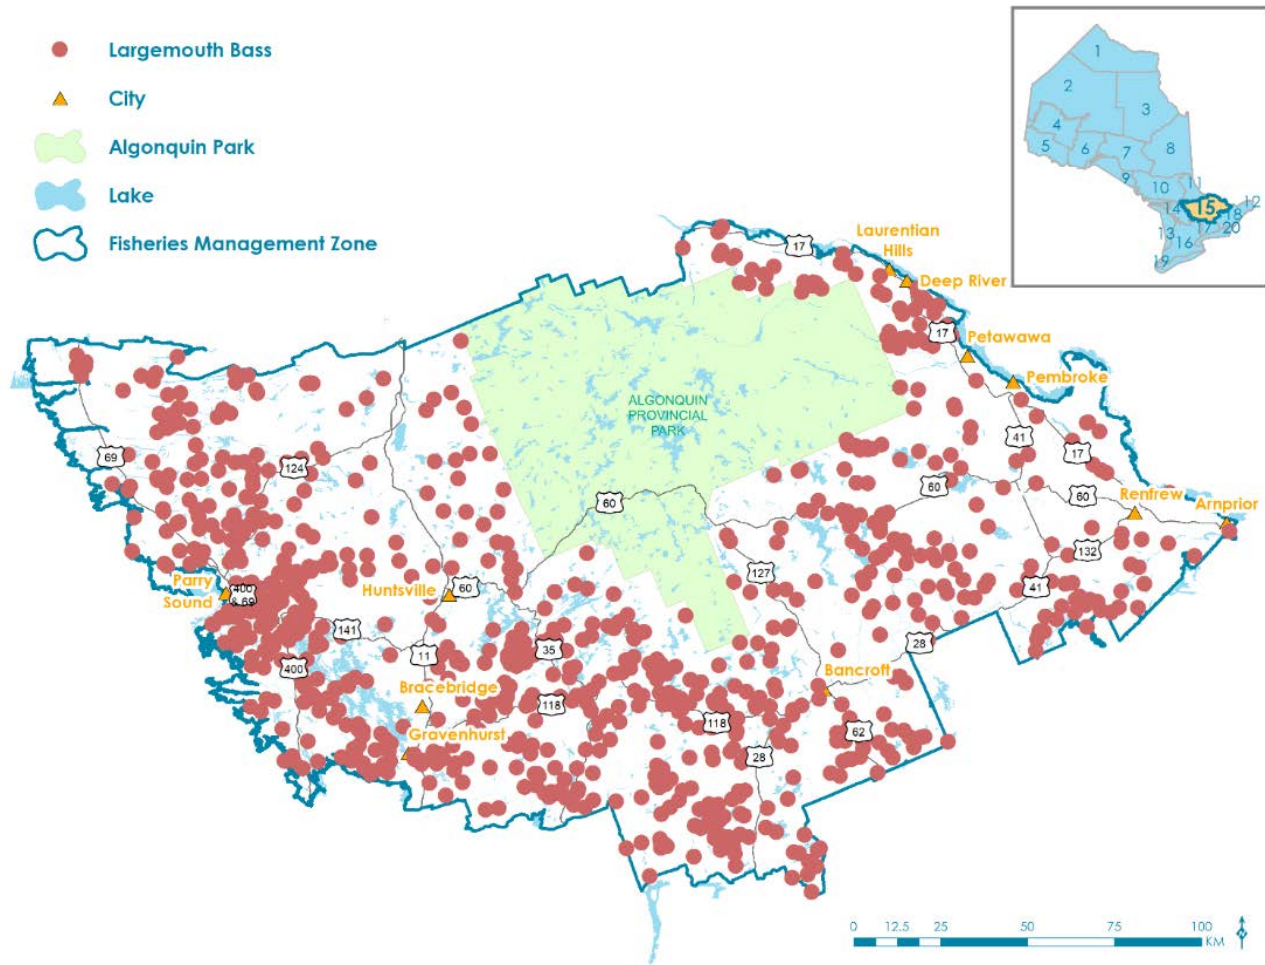 Largemouth Bass
City
Algonquin Park
Lake
Fisheries Management Zone
1
2
3
4
5
6
7
8
9
10
11
12
13
14
15
16
17
18
19
20
17
Laurentian
Hills
Deep River
17
Petawawa
Pembroke
ALGONQUIN
PROVINCIAL
PARK
41
17
69
124
60
60
60
Renfrew
Arnprior
132
127
41
Parry
Sound
400
& 69
Huntsville
60
141
11
35
28
400
Bancroft
Bracebridge
118
118
62
Gravenhurst
28
0 12.5 25 50 75 100
KM
N